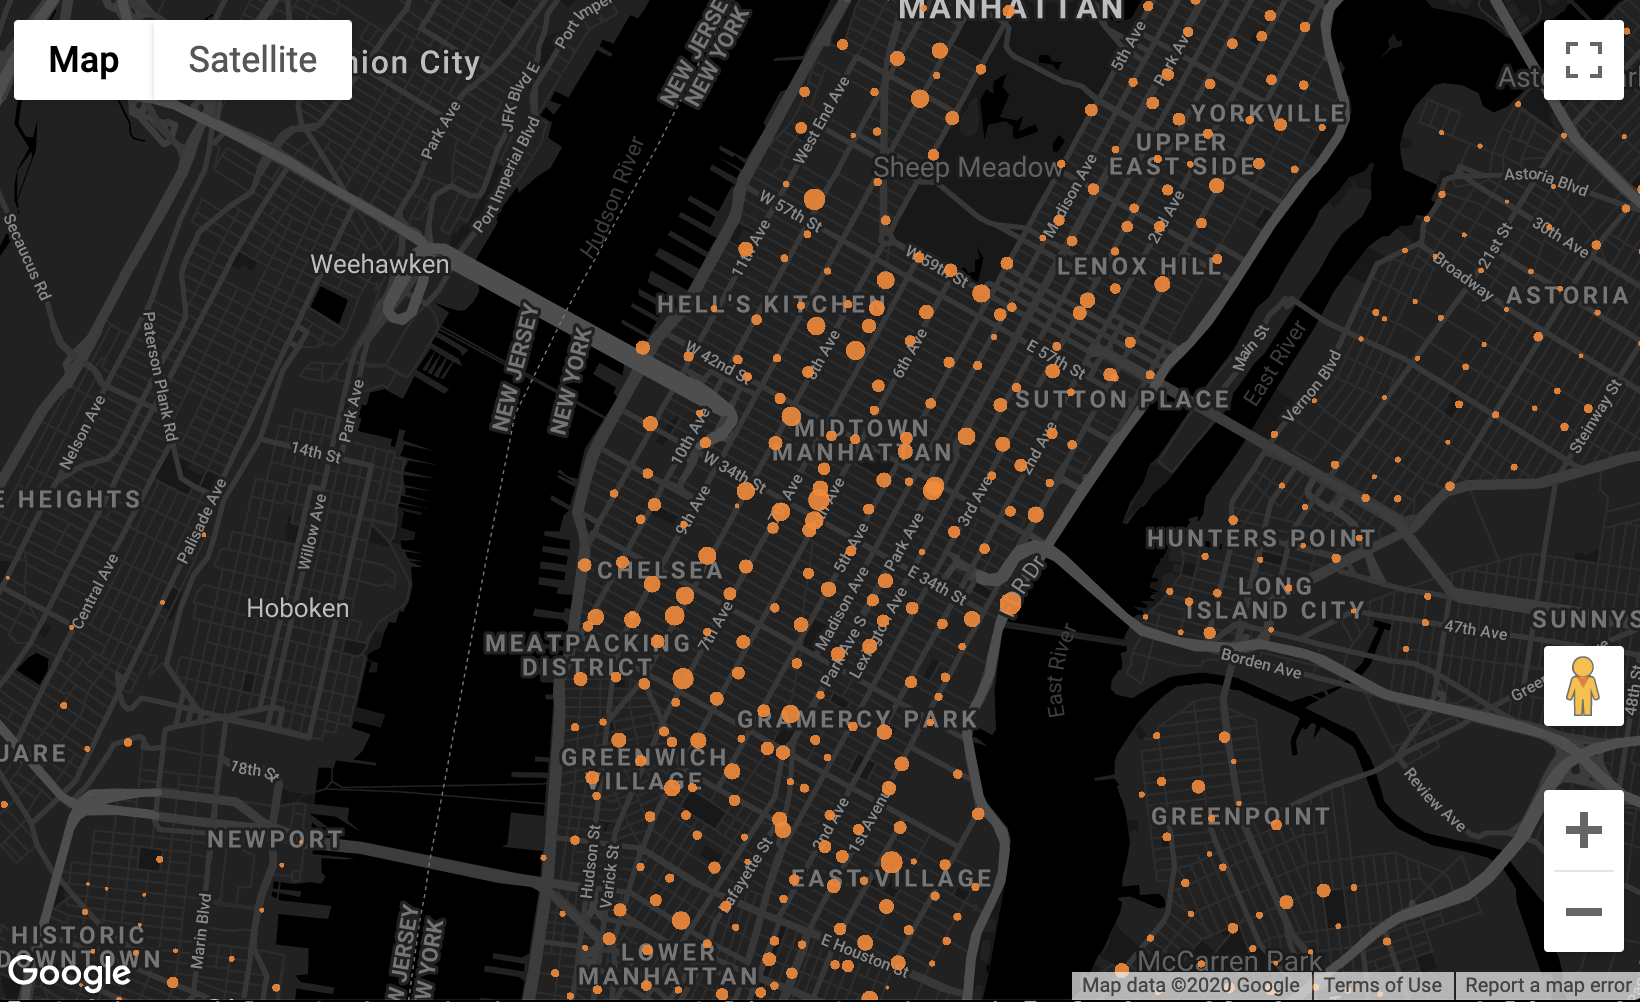 Map
Satellite
nion City
MANHATTAN
NEW JERSEY
NEW YORK
Port Imper
JFK Blvd E
Park Ave
Port Imperial Blvd
Hudson River
West End Ave
5th Ave
Park Av
YORKVILLE
UPPER
EAST SIDE
Sheep Meadow
Madison Ave
2nd Ave
Astoria Blvd
30th Ave
21st St
Broadway
ASTORIA
Secaucus Rd
Weehawken
W 57th St
11th Ave
W 59th St
LENOX HILL
HELL'S KITCHEN
NEW JERSEY
NEW YORK
Paterson Plank Rd
Park Ave
Nelson Ave
14th St
W 42nd St
8th Ave
6th Ave
E 57th St
SUTTON PLACE
Main St
East River
Vernon Blvd
Steinway St
10th Ave
MIDTOWN
MANHATTAN
2nd Ave
W 34th St
9th Ave
3rd Ave
E HEIGHTS
Palisade Ave
Willow Ave
Central Ave
5th Ave
Park Ave
HUNTERS POINT
CHELSEA
E 34th St
FDR Dr
LONG
ISLAND CITY
Hoboken
7th Ave
Madison Ave
Park Ave S
Lexington Ave
SUNNYS
47th Ave
MEATPACKING
DISTRICT
East River
Borden Ave
Green
48th St
GRAMERCY PARK
UARE
18th St
GREENWICH
VILLAGE
Review Ave
GREENPOINT
NEWPORT
Hudson St
Varick St
Lafayette St
2nd Ave
1st Avenue
EAST VILLAGE
Marin Blvd
HISTORIC
DOWNTOWN
W JERSEY
W YORK
LOWER
MANHATTAN
E Houston St
McCarren Park
Google
Map data ©2020 Google
Terms of Use
Report a map error